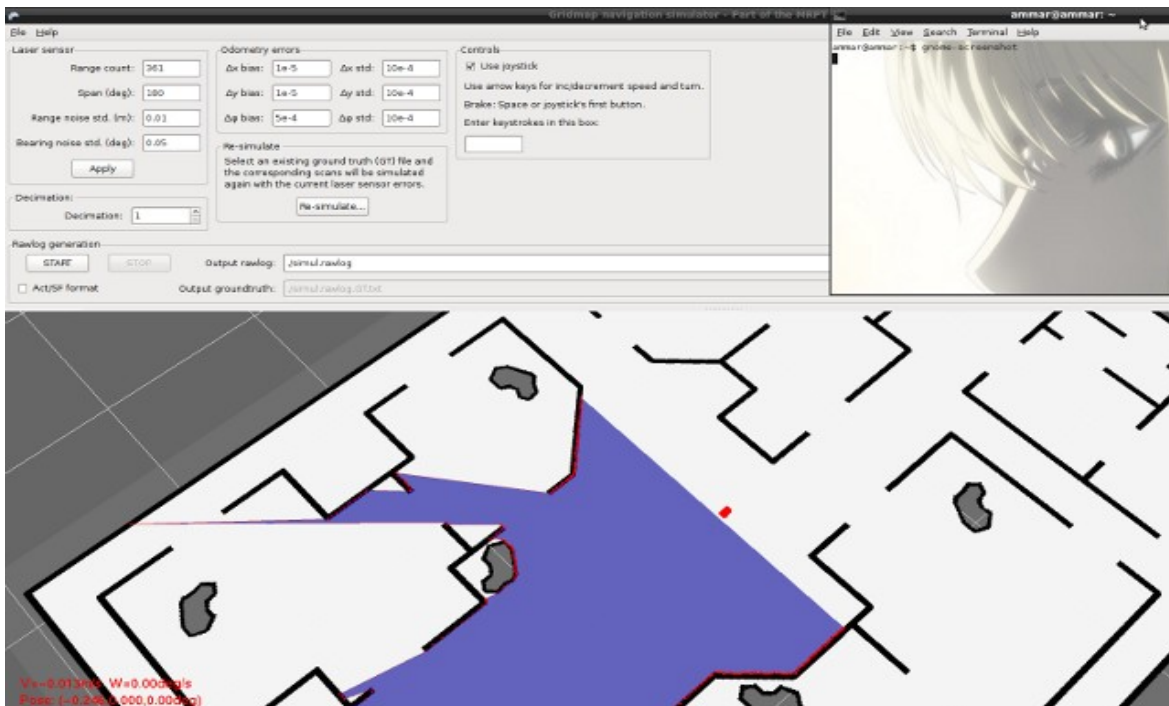 Gridmap navigation simulator - Part of the MRPT
ammar@ammar: ~
File Help
File Edit View Search Terminal Help
ammar@ammar:~$ gnome-screenshot
Laser sensor
Range count: 361
Span (deg): 180
Range noise std. (m): 0.01
Bearing noise std. (deg): 0.05
Apply
Decimation:
Decimation: 1
Odometry errors
Δx bias: 1e-5 Δx std: 10e-4
Δy bias: 1e-5 Δy std: 10e-4
Δφ bias: 5e-4 Δφ std: 10e-4
Re-simulate
Select an existing ground truth (GT) file and
the corresponding scans will be simulated
again with the current laser sensor errors.
Re-simulate...
Controls
Use joystick
Use arrow keys for inc/decrement speed and turn.
Brake: Space or joystick's first button.
Enter keystrokes in this box:
Rawlog generation
START STOP Output rawlog: ./simul.rawlog
Act/SF format Output groundtruth: ./simul.rawlog.GT.txt
V=-0.013m/s W=0.00deg/s